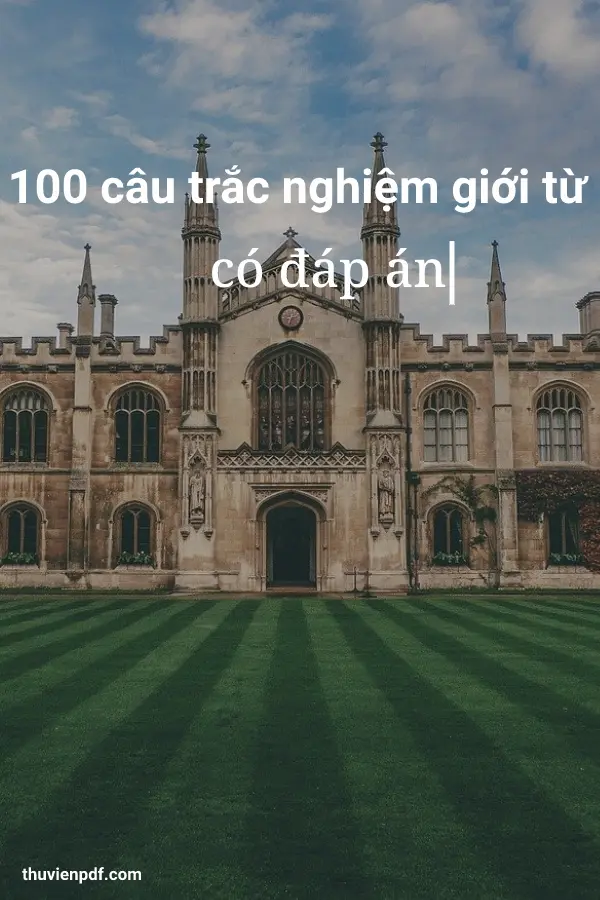 100 câu trắc nghiệm giới từ
có đáp án
thuvienpdf.com